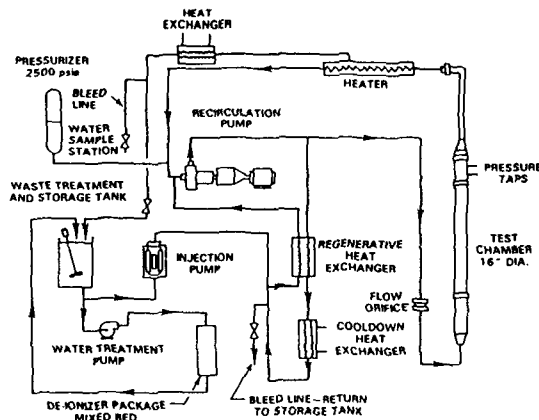 HEAT
EXCHANGER
PRESSURIZER
2500 psie
BLEED
LINE
HEATER
RECIRCULATION
PUMP
WATER
SAMPLE
STATION
PRESSURE
TAPS
WASTE TREATMENT
AND STORAGE TANK
TEST
CHAMBER
16" DIA.
REGENERATIVE
HEAT
EXCHANGER
INJECTION
PUMP
FLOW
ORIFICE
COOLDOWN
HEAT
EXCHANGER
WATER TREATMENT
PUMP
DE-IONIZER PACKAGE
MIXED BED
BLEED LINE-RETURN
TO STORAGE TANK